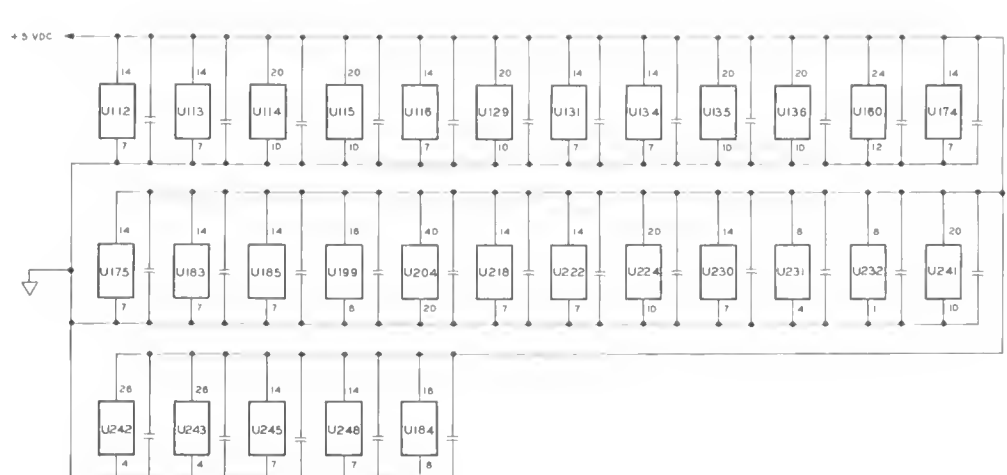 + 5 VDC
14 14 20 20 14 20 14 14 20 20 24 14
U112 U113 U114 U115 U116 U129 U131 U134 U135 U136 U160 U174
7 7 10 10 7 10 7 7 10 10 12 7
14 14 14 16 40 14 14 20 14 8 8 20
U175 U183 U185 U199 U204 U218 U222 U224 U230 U231 U232 U241
7 7 7 8 20 7 7 10 7 4 1 10
28 28 14 14 16
U242 U243 U245 U248 U184
4 4 7 7 8